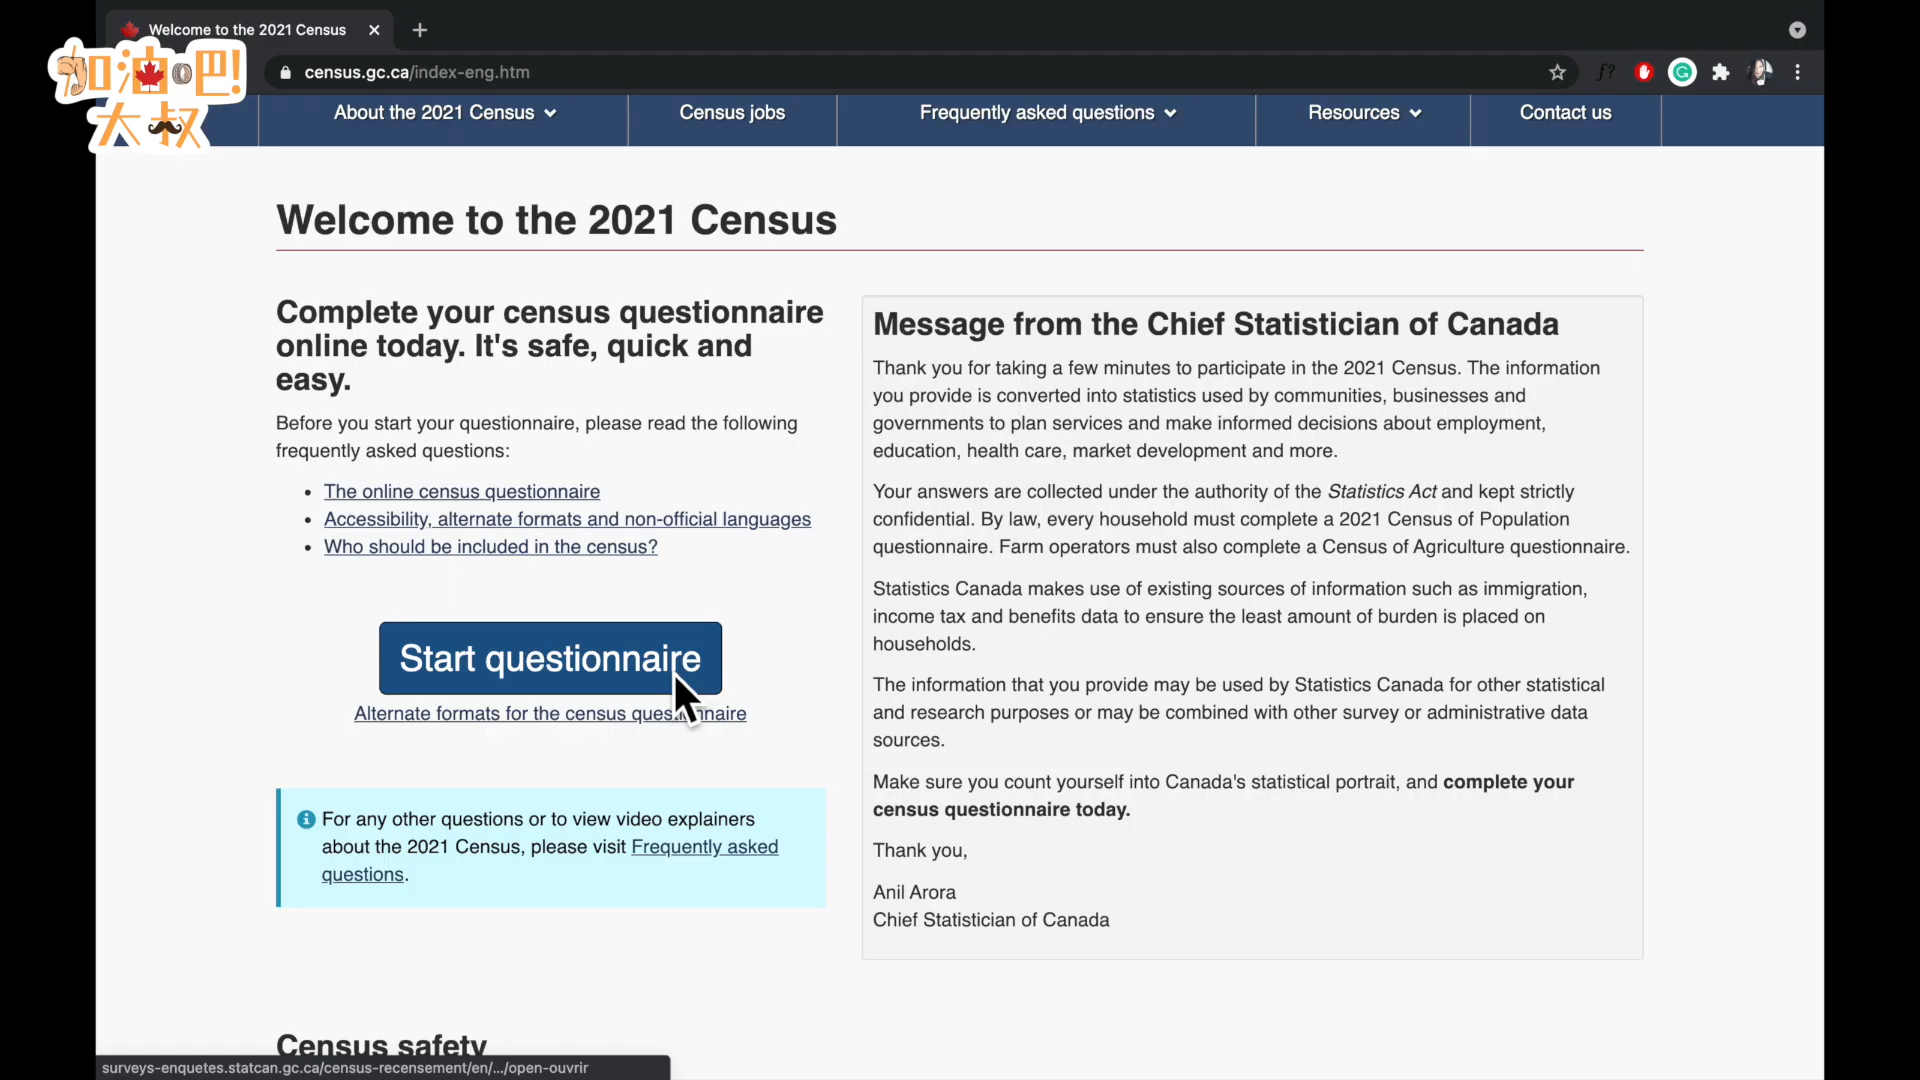 Welcome to the 2021 Census
加油吧!
大叔
census.gc.ca/index-eng.htm
About the 2021 Census
Census jobs
Frequently asked questions
Resources
Contact us
Welcome to the 2021 Census
Complete your census questionnaire
online today. It's safe, quick and
easy.
Before you start your questionnaire, please read the following
frequently asked questions:
• The online census questionnaire
• Accessibility, alternate formats and non-official languages
• Who should be included in the census?
Start questionnaire
Alternate formats for the census questionnaire
For any other questions or to view video explainers
about the 2021 Census, please visit Frequently asked
questions.
Message from the Chief Statistician of Canada
Thank you for taking a few minutes to participate in the 2021 Census. The information
you provide is converted into statistics used by communities, businesses and
governments to plan services and make informed decisions about employment,
education, health care, market development and more.
Your answers are collected under the authority of the Statistics Act and kept strictly
confidential. By law, every household must complete a 2021 Census of Population
questionnaire. Farm operators must also complete a Census of Agriculture questionnaire.
Statistics Canada makes use of existing sources of information such as immigration,
income tax and benefits data to ensure the least amount of burden is placed on
households.
The information that you provide may be used by Statistics Canada for other statistical
and research purposes or may be combined with other survey or administrative data
sources.
Make sure you count yourself into Canada's statistical portrait, and complete your
census questionnaire today.
Thank you,
Anil Arora
Chief Statistician of Canada
Census safety
surveys-enquetes.statcan.gc.ca/census-recensement/en/.../open-ouvrir